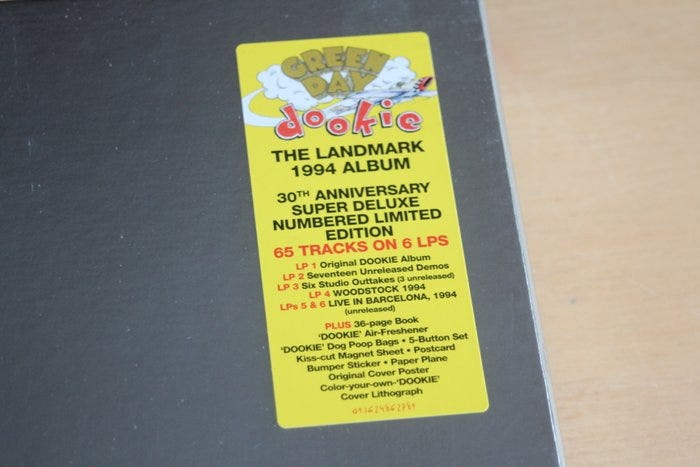 GREEN
DAY
dookie
THE LANDMARK
1994 ALBUM
30TH ANNIVERSARY
SUPER DELUXE
NUMBERED LIMITED
EDITION
65 TRACKS ON 6 LPS
LP 1 Original DOOKIE Album
LP 2 Seventeen Unreleased Demos
LP 3 Six Studio Outtakes (3 unreleased)
LP 4 WOODSTOCK 1994
LPs 5 & 6 LIVE IN BARCELONA, 1994
(unreleased)
PLUS 36-page Book
'DOOKIE' Air-Freshener
'DOOKIE' Dog Poop Bags • 5-Button Set
Kiss-cut Magnet Sheet • Postcard
Bumper Sticker • Paper Plane
Original Cover Poster
Color-your-own-'DOOKIE'
Cover Lithograph
093624862789